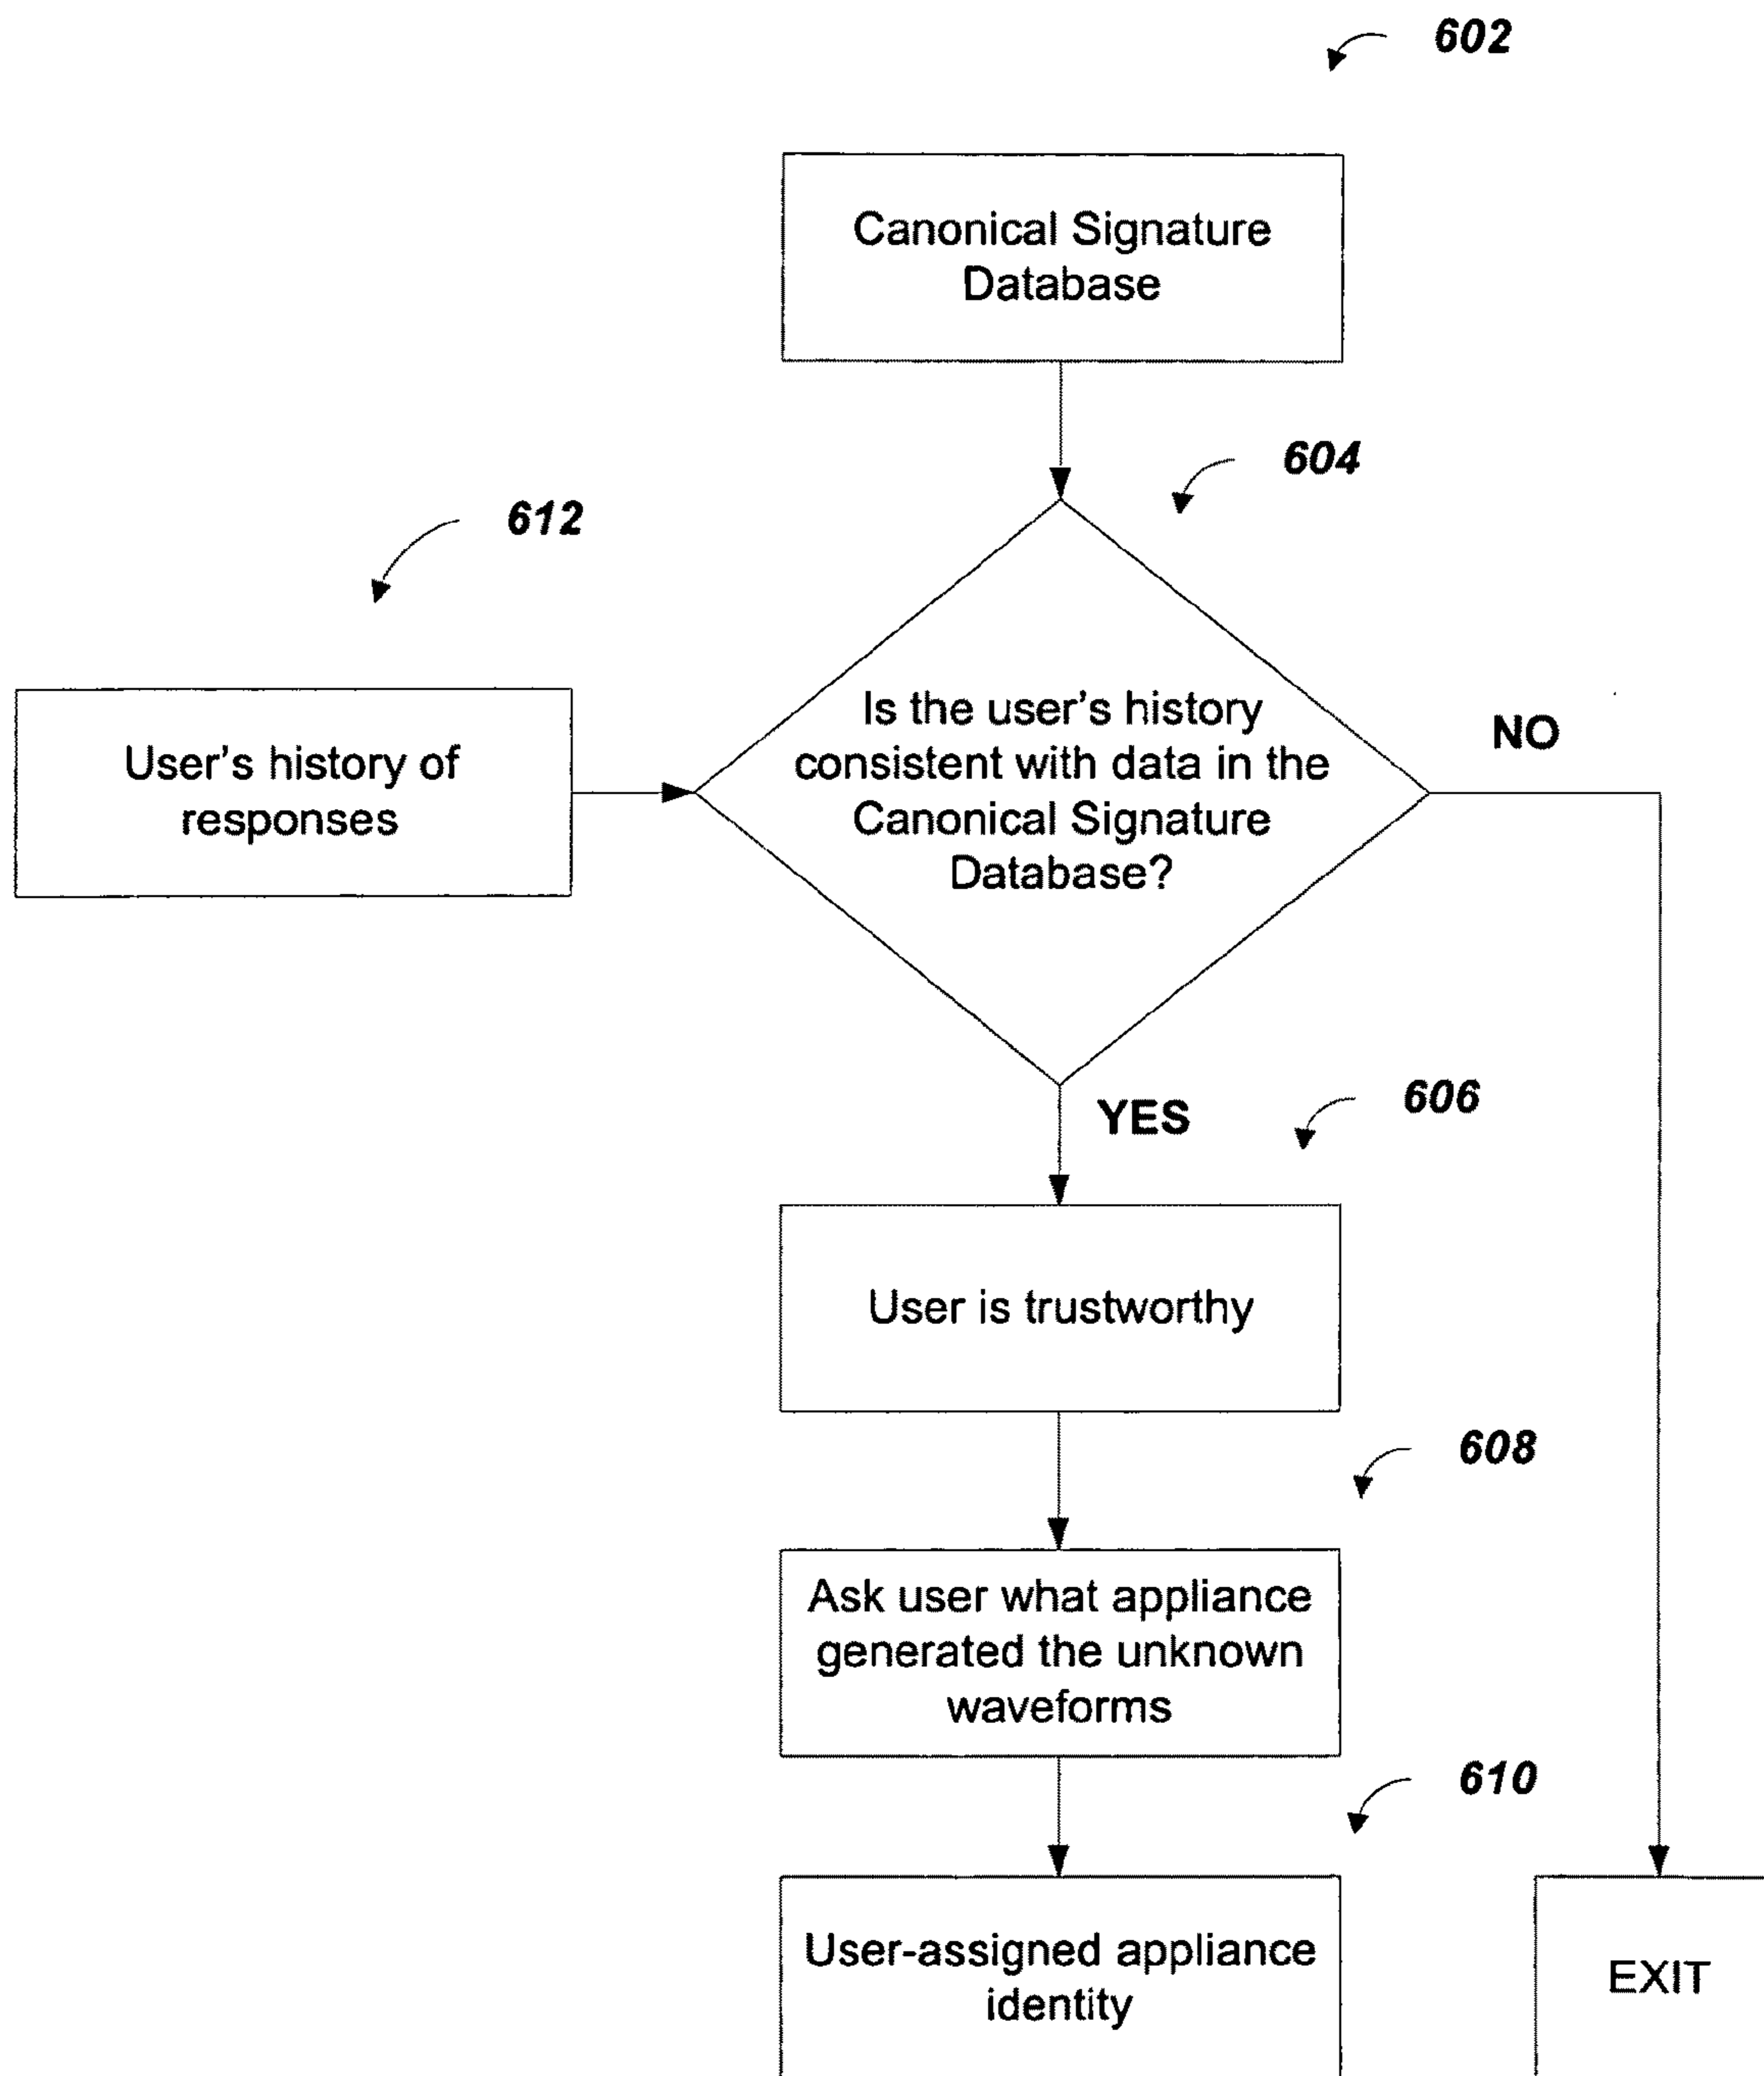 602
Canonical Signature
Database
604
612
Is the user's history
consistent with data in the
Canonical Signature
Database?
NO
User's history of
responses
YES
606
User is trustworthy
608
Ask user what appliance
generated the unknown
waveforms
610
User-assigned appliance
identity
EXIT